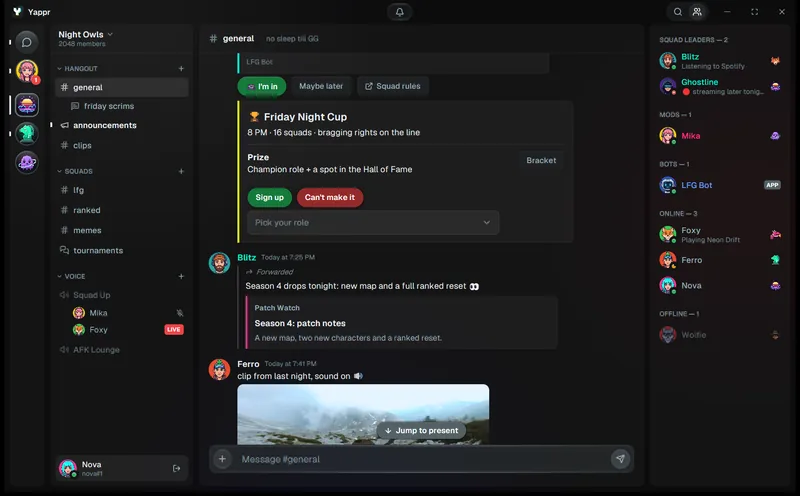 Yappr
Night Owls
2048 members
HANGOUT
general
friday scrims
announcements
clips
SQUADS
lfg
ranked
memes
tournaments
VOICE
Squad Up
Mika
Foxy
LIVE
AFK Lounge
Nova
novaif1
# general
no sleep till GG
LFG Bot
I'm in
Maybe later
Squad rules
🏆 Friday Night Cup
8 PM · 16 squads · bragging rights on the line
Prize
Champion role + a spot in the Hall of Fame
Bracket
Sign up
Can't make it
Pick your role
Blitz Today at 7:25 PM
Forwarded
Season 4 drops tonight: new map and a full ranked reset 👀
Patch Watch
Season 4: patch notes
A new map, two new characters and a ranked reset.
Ferro Today at 7:41 PM
clip from last night, sound on 🔊
Jump to present
Message #general
SQUAD LEADERS — 2
Blitz
Listening to Spotify
Ghostline
🔴 streaming later tonig...
MODS — 1
Mika
BOTS — 1
LFG Bot
APP
ONLINE — 3
Foxy
Playing Neon Drift
Ferro
Nova
OFFLINE — 1
Wolfie